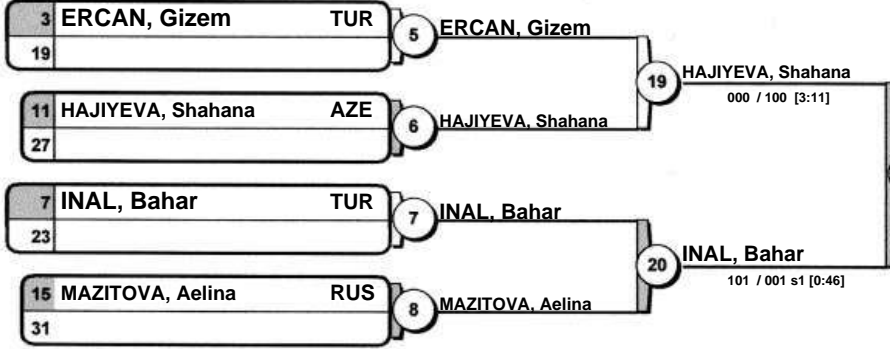 3 ERCAN, Gizem TUR
19
5 ERCAN, Gizem
11 HAJIYEVA, Shahana AZE
27
6 HAJIYEVA, Shahana
19 HAJIYEVA, Shahana
000 / 100 [3:11]
7 INAL, Bahar TUR
23
7 INAL, Bahar
15 MAZITOVA, Aelina RUS
31
8 MAZITOVA, Aelina
20 INAL, Bahar
101 / 001 s1 [0:46]